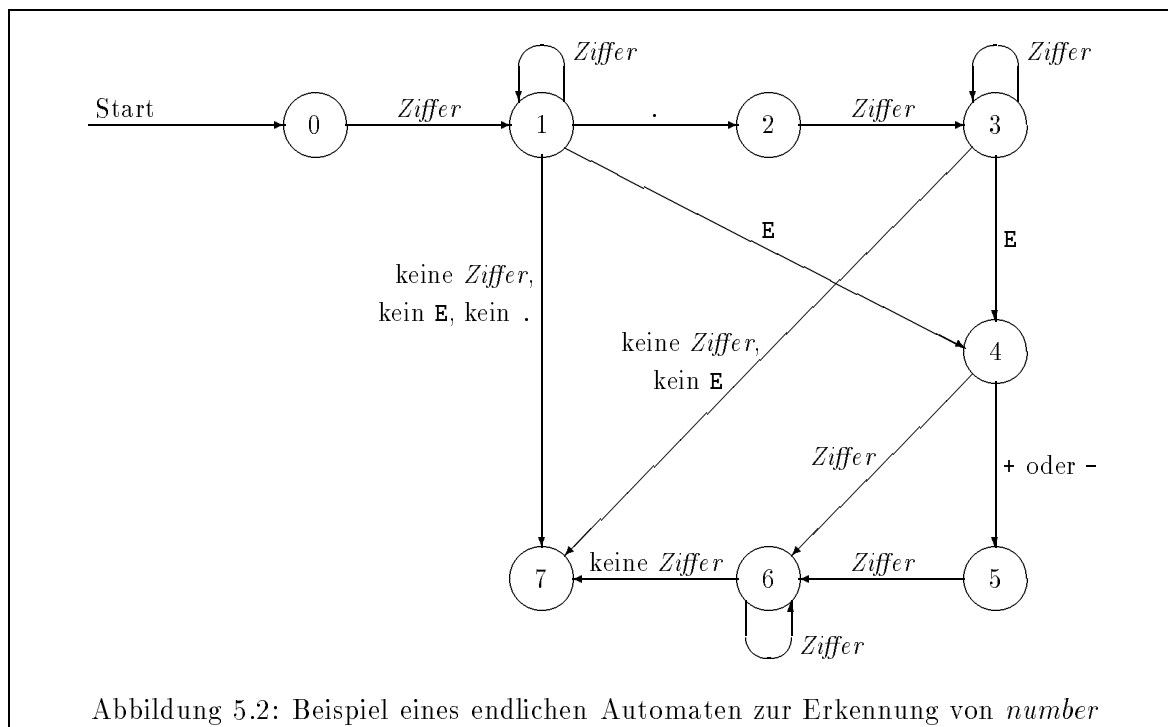 Ziffer Ziffer
Start 0 Ziffer 1 . 2 Ziffer 3
E E
keine Ziffer,
kein E, kein .
keine Ziffer, 4
kein E
Ziffer + oder -
7 keine Ziffer 6 Ziffer 5
Ziffer
Abbildung 5.2: Beispiel eines endlichen Automaten zur Erkennung von number